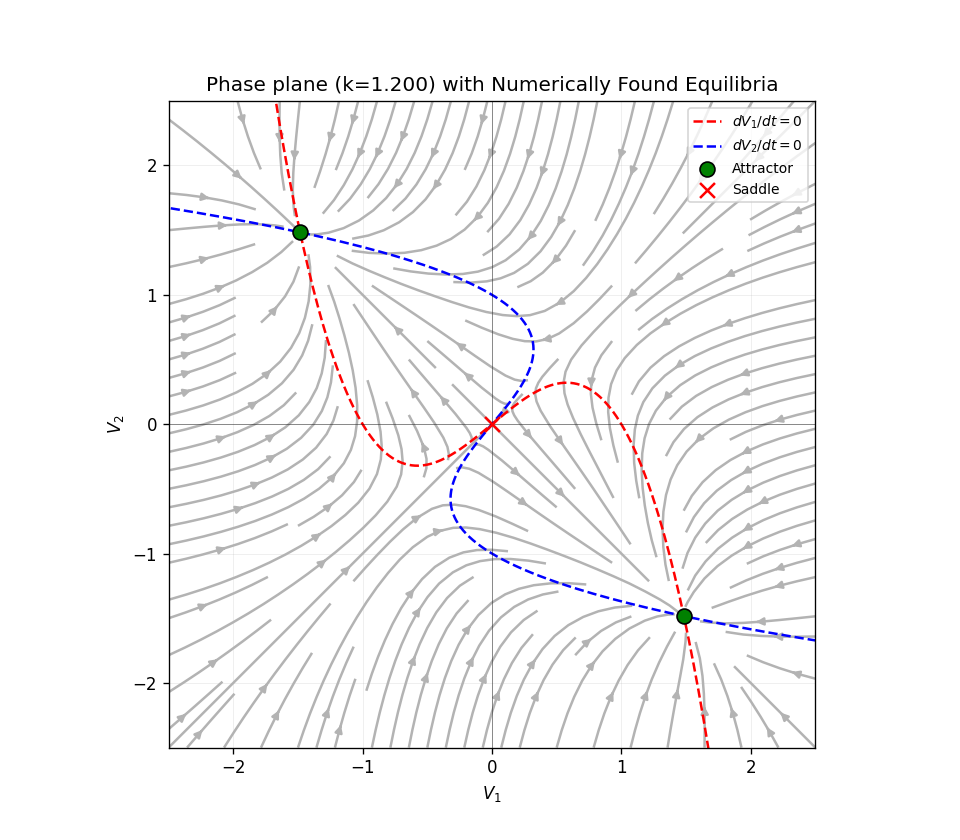 Phase plane (k=1.200) with Numerically Found Equilibria
dV₁/dt = 0
dV₂/dt = 0
Attractor
Saddle
2
1
0
−1
−2
V₂
−2 −1 0 1 2
V₁